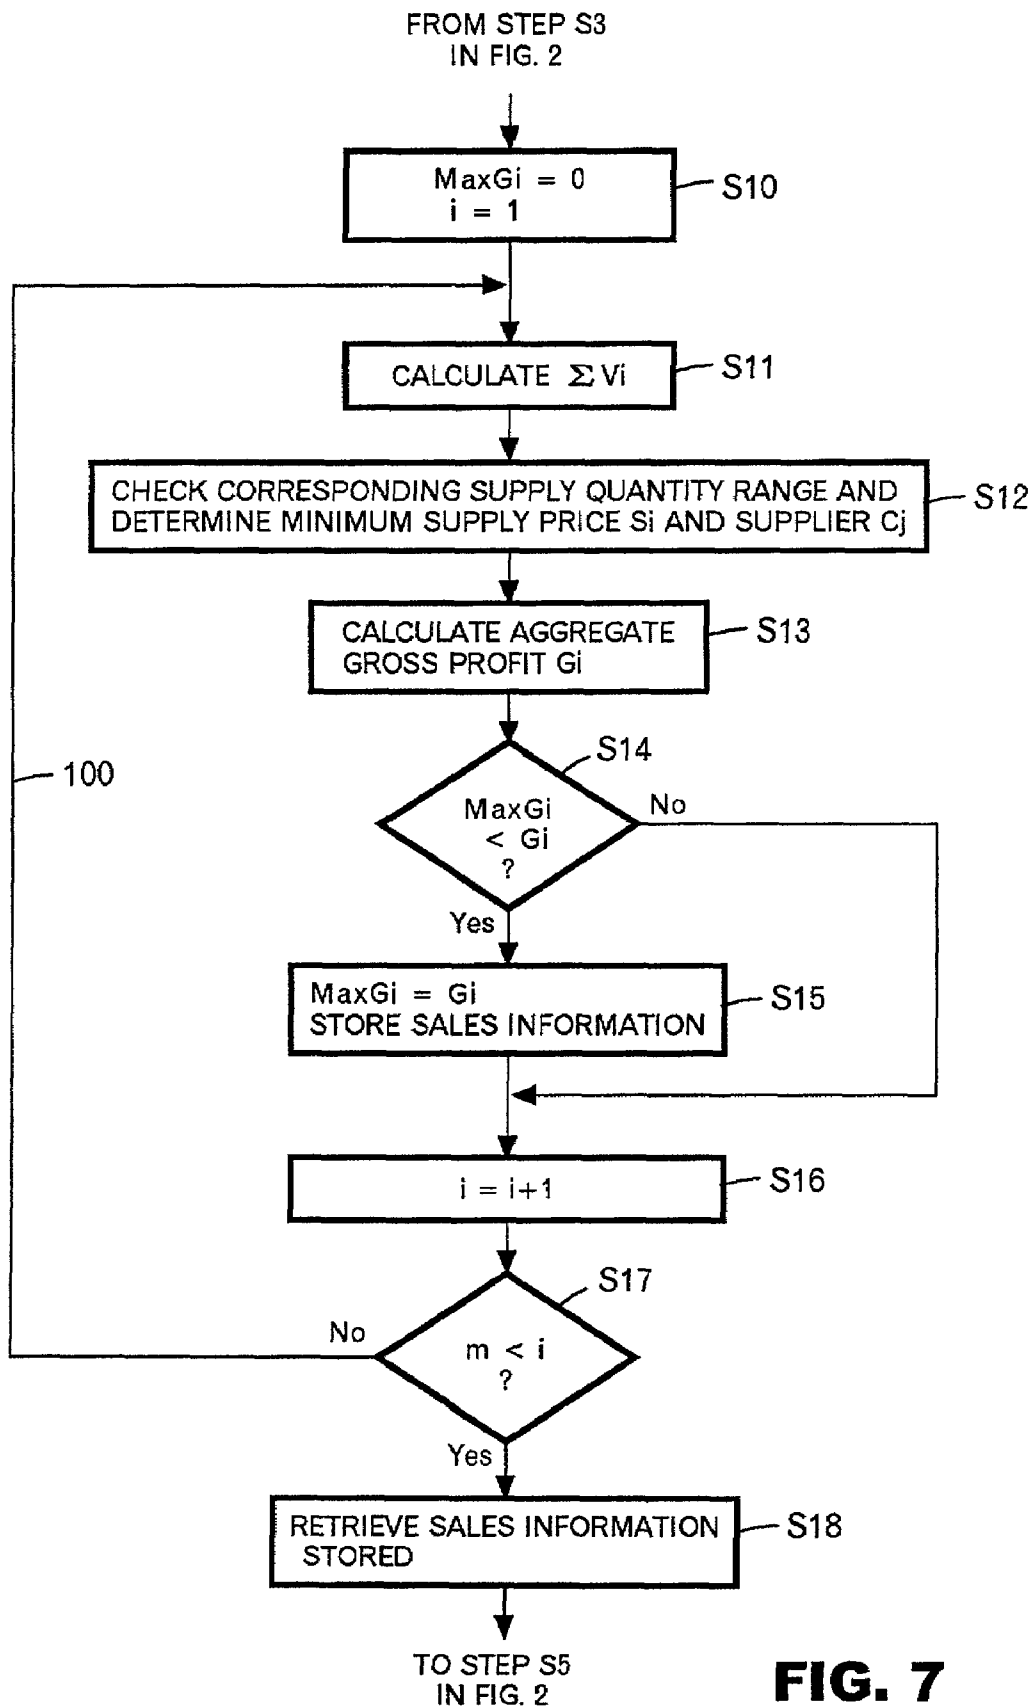 FROM STEP S3
IN FIG. 2
MaxGi = 0
i = 1
S10
CALCULATE Σ Vi
S11
CHECK CORRESPONDING SUPPLY QUANTITY RANGE AND
DETERMINE MINIMUM SUPPLY PRICE Si AND SUPPLIER Cj
S12
CALCULATE AGGREGATE
GROSS PROFIT Gi
S13
S14
100
MaxGi
< Gi
?
No
Yes
MaxGi = Gi
STORE SALES INFORMATION
S15
i = i+1
S16
S17
No
m < i
?
Yes
RETRIEVE SALES INFORMATION
STORED
S18
TO STEP S5
IN FIG. 2
FIG. 7